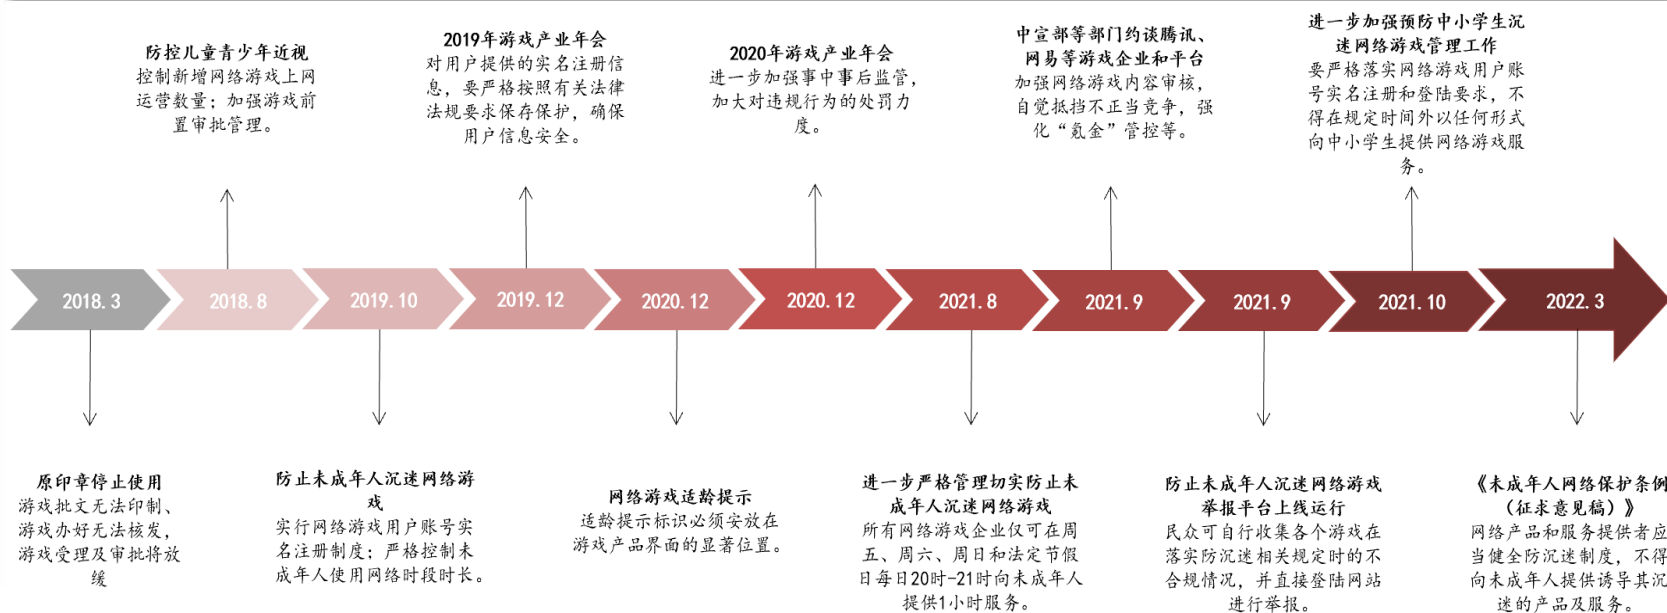 防控儿童青少年近视
控制新增网络游戏上网
运营数量；加强游戏前
置审批管理。
2019年游戏产业年会
对用户提供的实名注册信
息，要严格按照有关法律
法规要求保存保护，确保
用户信息安全。
2020年游戏产业年会
进一步加强事中事后监管，
加大对违规行为的处罚力
度。
中宣部等部门约谈腾讯、
网易等游戏企业和平台
加强网络游戏内容审核，
自觉抵挡不正当竞争，强
化“氪金”管控等。
进一步加强预防中小学生沉
迷网络游戏管理工作
要严格落实网络游戏用户账
号实名注册和登陆要求，不
得在规定时间外以任何形式
向中小学生提供网络游戏服
务。
2018.3
2018.8
2019.10
2019.12
2020.12
2020.12
2021.8
2021.9
2021.9
2021.10
2022.3
原印章停止使用
游戏批文无法印制、
游戏办好无法核发，
游戏受理及审批将放
缓
防止未成年人沉迷网络游
戏
实行网络游戏用户账号实
名注册制度；严格控制未
成年人使用网络时段时长。
网络游戏适龄提示
适龄提示标识必须安放在
游戏产品界面的显著位置。
进一步严格管理切实防止未
成年人沉迷网络游戏
所有网络游戏企业仅可在周
五、周六、周日和法定节假
日每日20时-21时向未成年人
提供1小时服务。
防止未成年人沉迷网络游戏
举报平台上线运行
民众可自行收集各个游戏在
落实防沉迷相关规定时的不
合规情况，并直接登陆网站
进行举报。
《未成年人网络保护条例
（征求意见稿）》
网络产品和服务提供者应
当健全防沉迷制度，不得
向未成年人提供诱导其沉
迷的产品及服务。